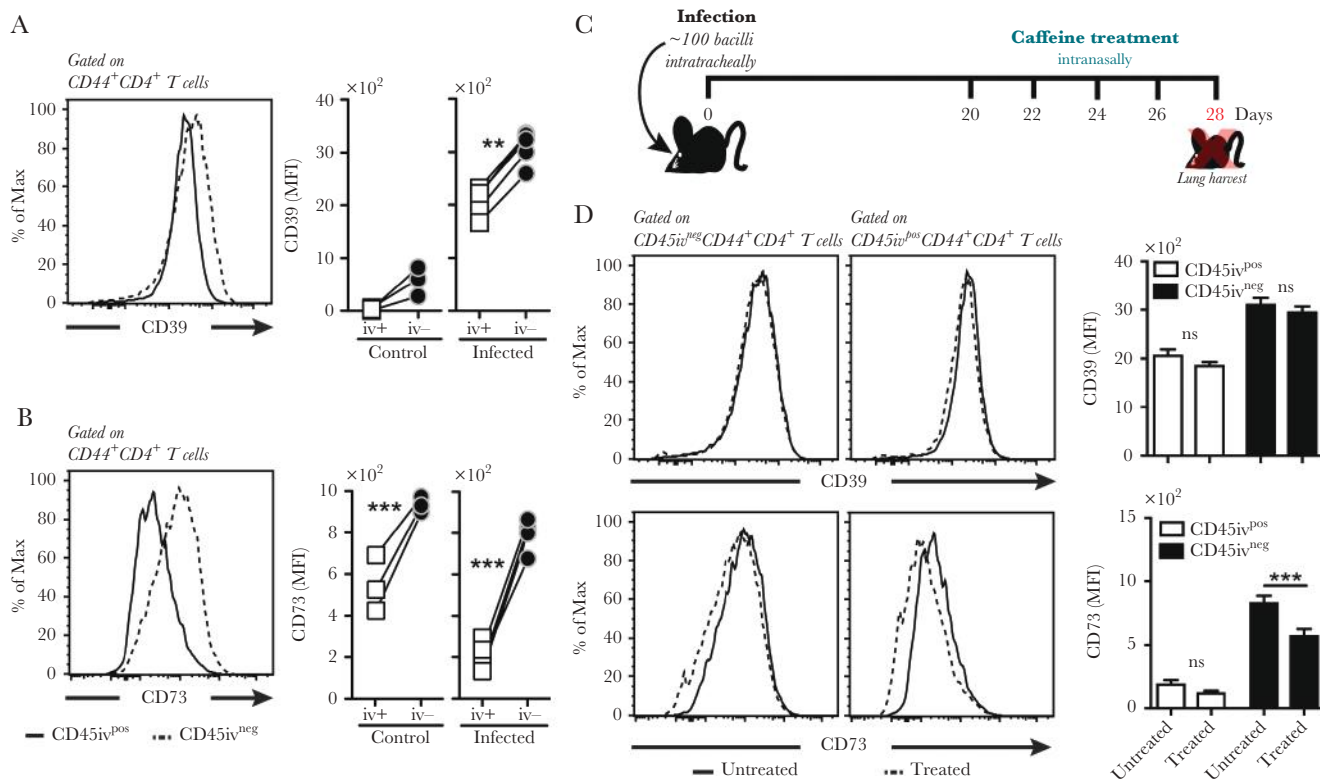 A
Gated on
CD44⁺CD4⁺ T cells
% of Max
100
80
60
40
20
0
CD39
×10²
40
30
20
10
0
CD39 (MFI)
iv+
iv–
Control
×10²
**
iv+
iv–
Infected
B
Gated on
CD44⁺CD4⁺ T cells
% of Max
100
80
60
40
20
0
CD73
×10²
10
8
6
4
2
0
CD73 (MFI)
***
iv+
iv–
Control
×10²
***
iv+
iv–
Infected
CD45ivᵖᵒˢ
CD45ivⁿᵉᵍ
C
Infection
~100 bacilli
intratracheally
Caffeine treatment
intranasally
0
20
22
24
26
28
Days
Lung harvest
D
Gated on
CD45ivⁿᵉᵍCD44⁺CD4⁺ T cells
Gated on
CD45ivᵖᵒˢCD44⁺CD4⁺ T cells
% of Max
100
80
60
40
20
0
CD39
×10²
40
30
20
10
0
CD39 (MFI)
CD45ivᵖᵒˢ
CD45ivⁿᵉᵍ
ns
ns
% of Max
100
80
60
40
20
0
CD73
Untreated
Treated
×10²
15
10
5
0
CD73 (MFI)
CD45ivᵖᵒˢ
CD45ivⁿᵉᵍ
ns
***
Untreated
Treated
Untreated
Treated